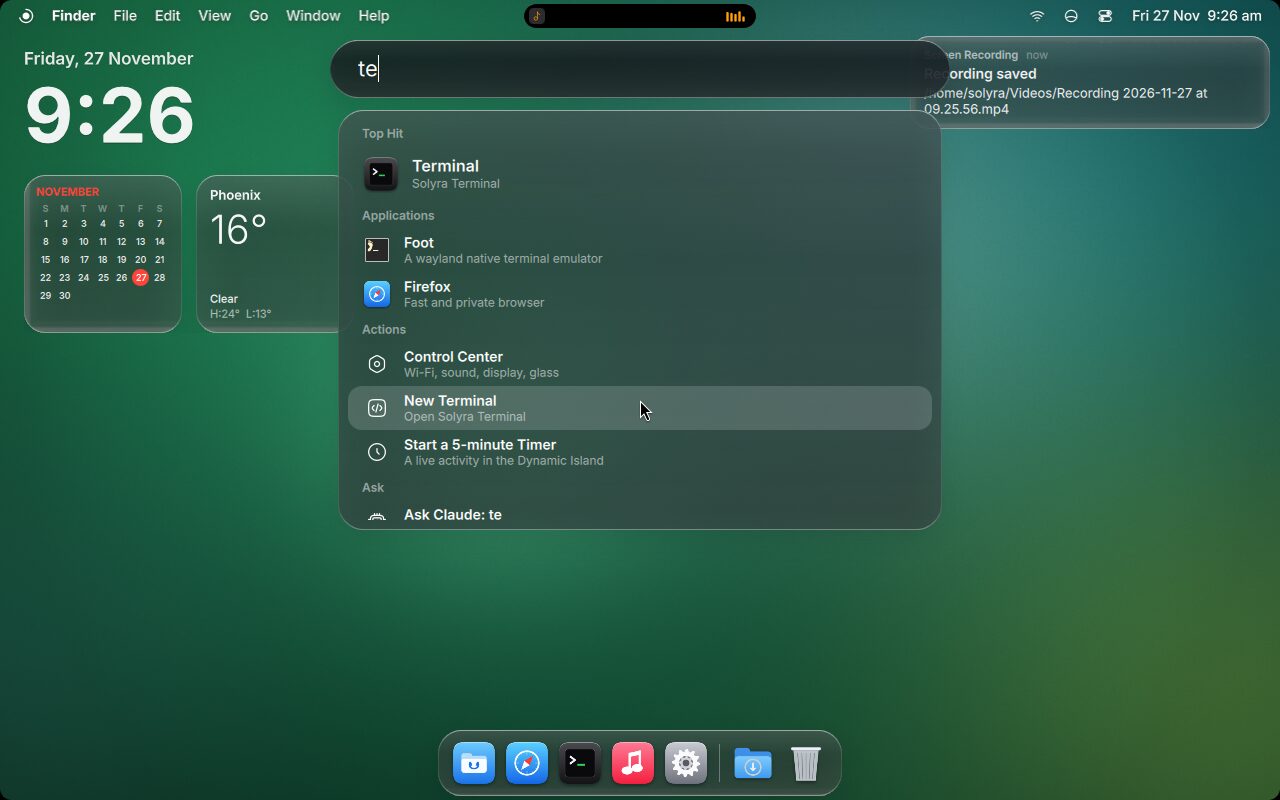 Finder File Edit View Go Window Help
Fri 27 Nov 9:26 am
Friday, 27 November
9:26
NOVEMBER
S M T W T F S
1 2 3 4 5 6 7
8 9 10 11 12 13 14
15 16 17 18 19 20 21
22 23 24 25 26 27 28
29 30
Phoenix
16°
Clear
H:24° L:13°
te
Top Hit
Terminal
Solyra Terminal
Applications
Foot
A wayland native terminal emulator
Firefox
Fast and private browser
Actions
Control Center
Wi-Fi, sound, display, glass
New Terminal
Open Solyra Terminal
Start a 5-minute Timer
A live activity in the Dynamic Island
Ask
Ask Claude: te
Screen Recording now
Recording saved
/home/solyra/Videos/Recording 2026-11-27 at
09.25.56.mp4